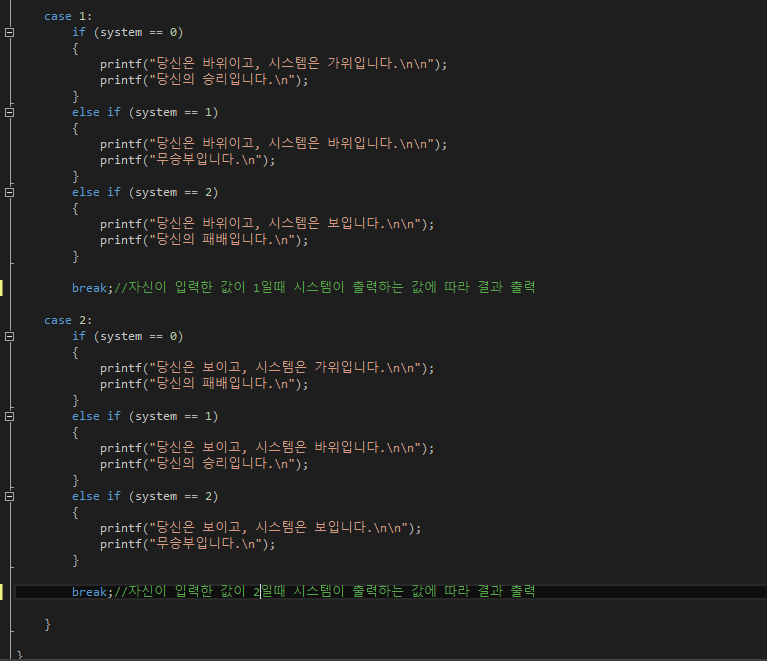 case 1:
if (system == 0)
{
printf("당신은 바위이고, 시스템은 가위입니다.\n\n");
printf("당신의 승리입니다.\n");
}
else if (system == 1)
{
printf("당신은 바위이고, 시스템은 바위입니다.\n\n");
printf("무승부입니다.\n");
}
else if (system == 2)
{
printf("당신은 바위이고, 시스템은 보입니다.\n\n");
printf("당신의 패배입니다.\n");
}
break;//자신이 입력한 값이 1일때 시스템이 출력하는 값에 따라 결과 출력
case 2:
if (system == 0)
{
printf("당신은 보이고, 시스템은 가위입니다.\n\n");
printf("당신의 패배입니다.\n");
}
else if (system == 1)
{
printf("당신은 보이고, 시스템은 바위입니다.\n\n");
printf("당신의 승리입니다.\n");
}
else if (system == 2)
{
printf("당신은 보이고, 시스템은 보입니다.\n\n");
printf("무승부입니다.\n");
}
break;//자신이 입력한 값이 2일때 시스템이 출력하는 값에 따라 결과 출력
}
}